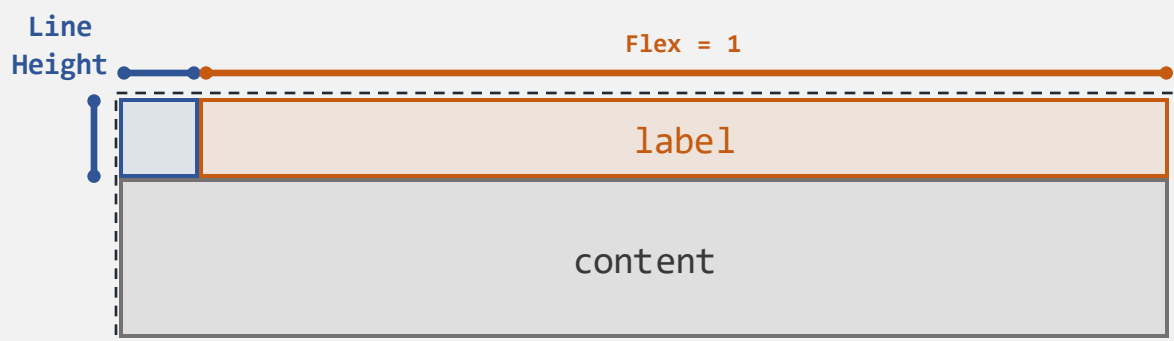 Line
Height
Flex = 1
label
content